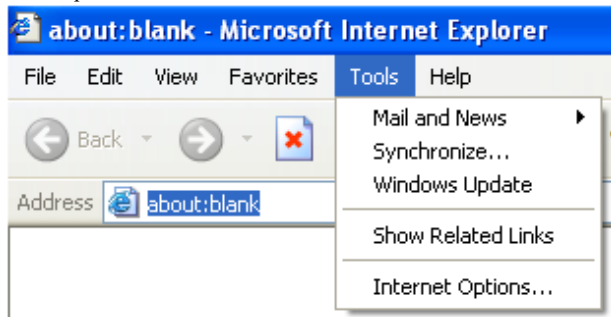 about:blank - Microsoft Internet Explorer
File Edit View Favorites Tools Help
Back
Address about:blank
Mail and News
Synchronize...
Windows Update
Show Related Links
Internet Options...